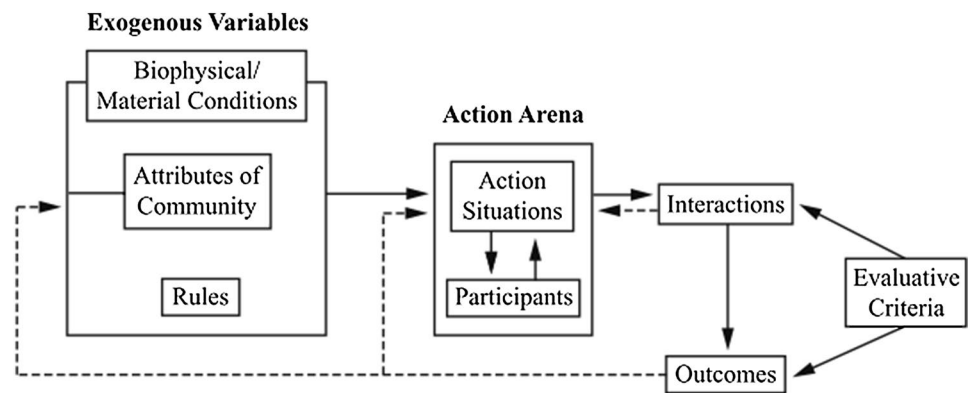 Exogenous Variables
Biophysical/
Material Conditions
Attributes of
Community
Rules
Action Arena
Action
Situations
Participants
Interactions
Outcomes
Evaluative
Criteria